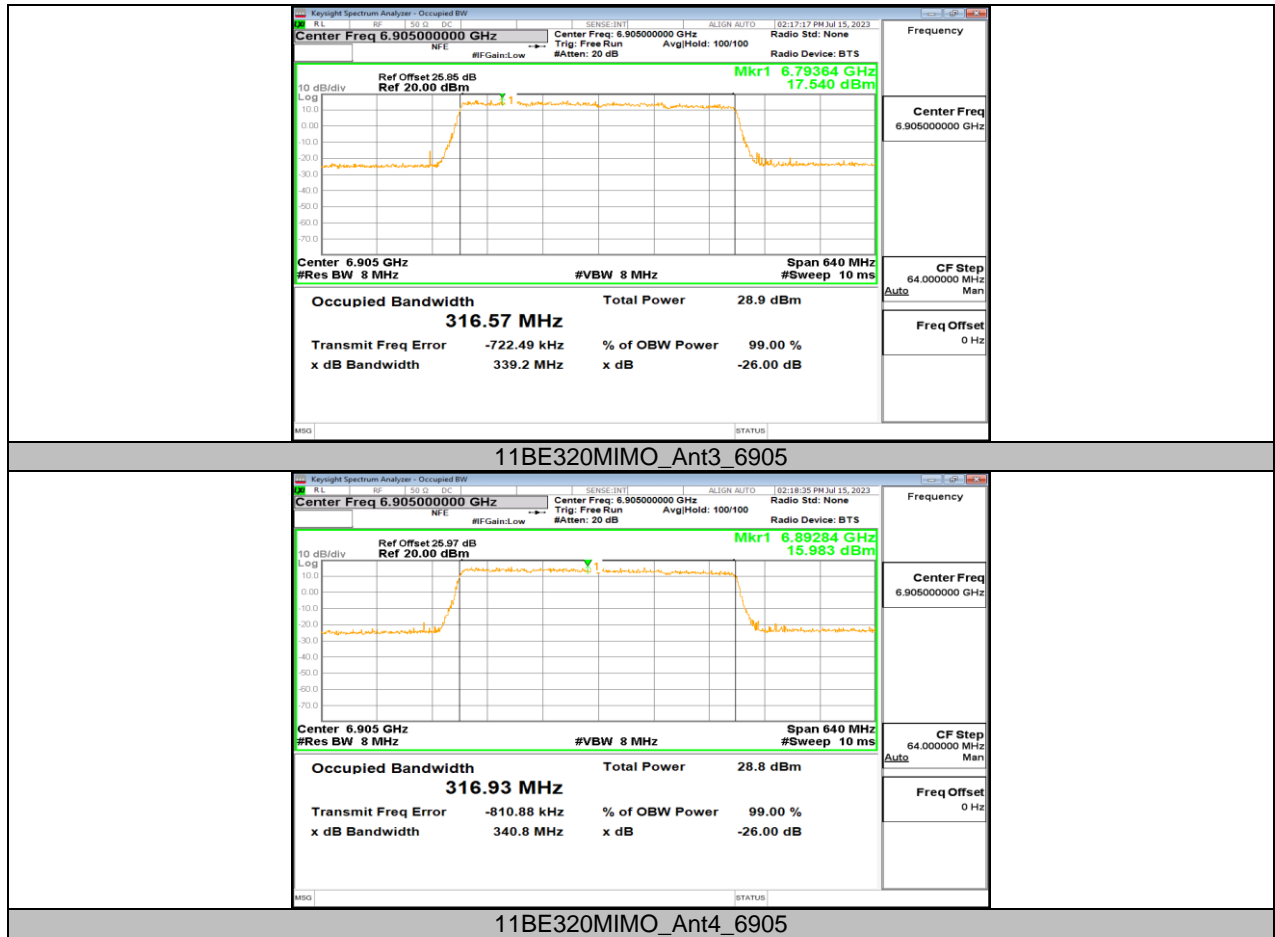 Keysight Spectrum Analyzer - Occupied BW
RL RF 50 Ω DC SENSE:INT ALIGN AUTO 02:17:17 PM Jul 15, 2023
Center Freq 6.905000000 GHz Center Freq: 6.905000000 GHz Radio Std: None Frequency
NFE Trig: Free Run Avg|Hold: 100/100
#IFGain:Low #Atten: 20 dB Radio Device: BTS
Ref Offset 25.85 dB Mkr1 6.79364 GHz
10 dB/div Ref 20.00 dBm 17.540 dBm
Log
10.0
0.00
-10.0
-20.0
-30.0
-40.0
-50.0
-60.0
-70.0
1
Center Freq
6.905000000 GHz
Center 6.905 GHz Span 640 MHz
#Res BW 8 MHz #VBW 8 MHz #Sweep 10 ms
CF Step
64.000000 MHz
Auto Man
Occupied Bandwidth Total Power 28.9 dBm
316.57 MHz
Freq Offset
0 Hz
Transmit Freq Error -722.49 kHz % of OBW Power 99.00 %
x dB Bandwidth 339.2 MHz x dB -26.00 dB
MSG STATUS
11BE320MIMO_Ant3_6905
Keysight Spectrum Analyzer - Occupied BW
RL RF 50 Ω DC SENSE:INT ALIGN AUTO 02:18:35 PM Jul 15, 2023
Center Freq 6.905000000 GHz Center Freq: 6.905000000 GHz Radio Std: None Frequency
NFE Trig: Free Run Avg|Hold: 100/100
#IFGain:Low #Atten: 20 dB Radio Device: BTS
Ref Offset 25.97 dB Mkr1 6.89284 GHz
10 dB/div Ref 20.00 dBm 15.983 dBm
Log
10.0
0.00
-10.0
-20.0
-30.0
-40.0
-50.0
-60.0
-70.0
1
Center Freq
6.905000000 GHz
Center 6.905 GHz Span 640 MHz
#Res BW 8 MHz #VBW 8 MHz #Sweep 10 ms
CF Step
64.000000 MHz
Auto Man
Occupied Bandwidth Total Power 28.8 dBm
316.93 MHz
Freq Offset
0 Hz
Transmit Freq Error -810.88 kHz % of OBW Power 99.00 %
x dB Bandwidth 340.8 MHz x dB -26.00 dB
MSG STATUS
11BE320MIMO_Ant4_6905